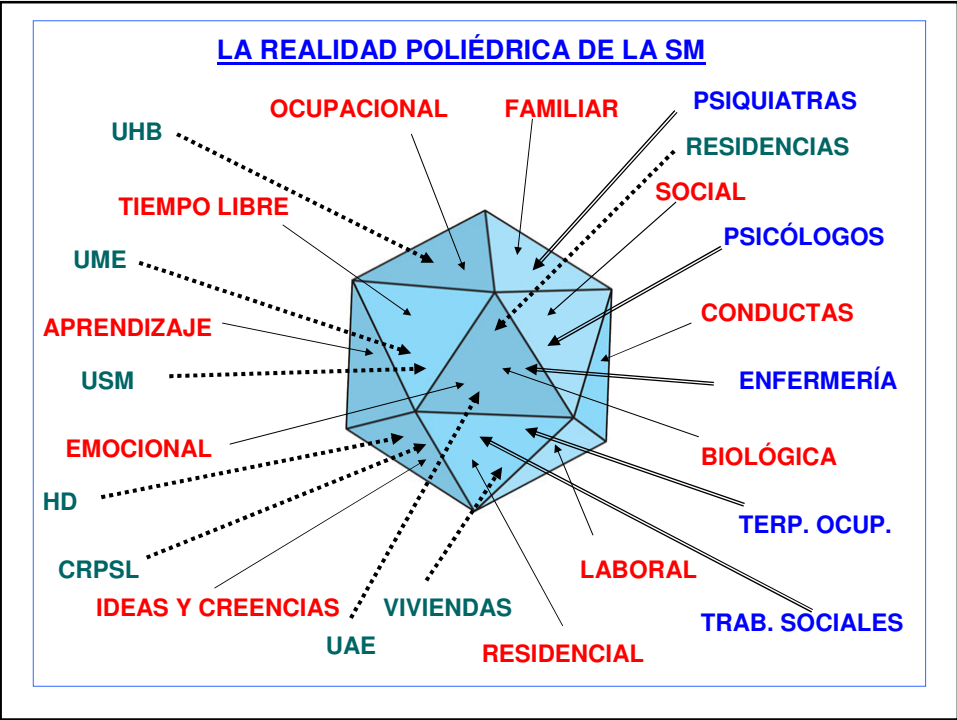 LA REALIDAD POLIÉDRICA DE LA SM
PSIQUIATRAS
OCUPACIONAL
FAMILIAR
UHB
RESIDENCIAS
SOCIAL
TIEMPO LIBRE
PSICÓLOGOS
UME
CONDUCTAS
APRENDIZAJE
USM
ENFERMERÍA
EMOCIONAL
BIOLÓGICA
HD
TERP. OCUP.
CRPSL
LABORAL
IDEAS Y CREENCIAS
VIVIENDAS
TRAB. SOCIALES
UAE
RESIDENCIAL